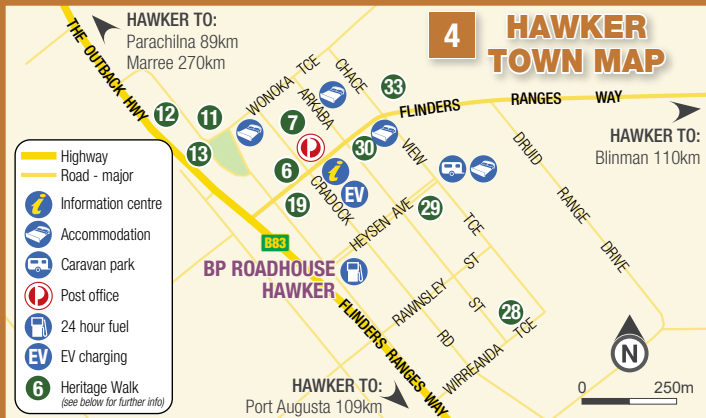 4
HAWKER
TOWN MAP
HAWKER TO:
Parachilna 89km
Marree 270km
THE OUTBACK HWY
WONOKA TCE
CHACE
VIEW
TCE
ARKABA
ST
FLINDERS RANGES WAY
HAWKER TO:
Blinman 110km
DRUID RANGE DRIVE
12
11
13
7
33
30
6
19
29
28
i
EV
CRADOCK
RD
HEYSEN AVE
RAWNSLEY
ST
WIRREANDA TCE
B83
BP ROADHOUSE
HAWKER
FLINDERS RANGES WAY
HAWKER TO:
Port Augusta 109km
Highway
Road - major
i Information centre
Accommodation
Caravan park
P Post office
24 hour fuel
EV EV charging
6 Heritage Walk
(see below for further info)
N
0 250m